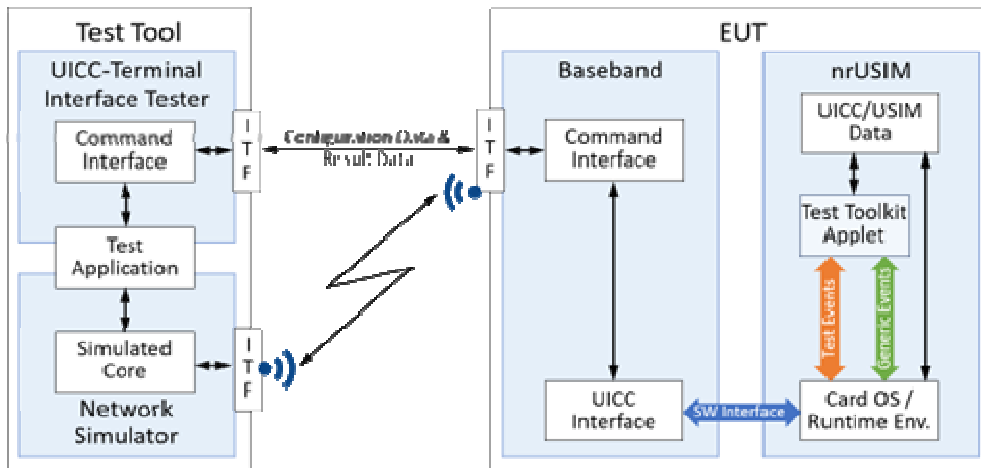 Test Tool
UICC-Terminal
Interface Tester
Command
Interface
I
T
F
Test
Application
Simulated
Core
I
T
F
Network
Simulator
Configuration Data &
Result Data
EUT
I
T
F
Baseband
Command
Interface
UICC
Interface
SW Interface
nrUSIM
UICC/USIM
Data
Test Toolkit
Applet
Test Events
Generic Events
Card OS /
Runtime Env.